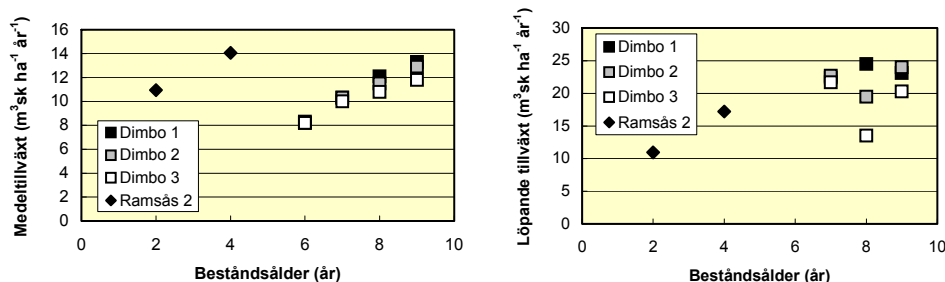 Medeltillväxt (m³sk ha⁻¹ år⁻¹)
16
14
12
10
8
6
4
2
0
Dimbo 1
Dimbo 2
Dimbo 3
Ramsås 2
0 2 4 6 8 10
Beståndsålder (år)
Löpande tillväxt (m³sk ha⁻¹ år⁻¹)
30
25
20
15
10
5
0
Dimbo 1
Dimbo 2
Dimbo 3
Ramsås 2
0 2 4 6 8 10
Beståndsålder (år)